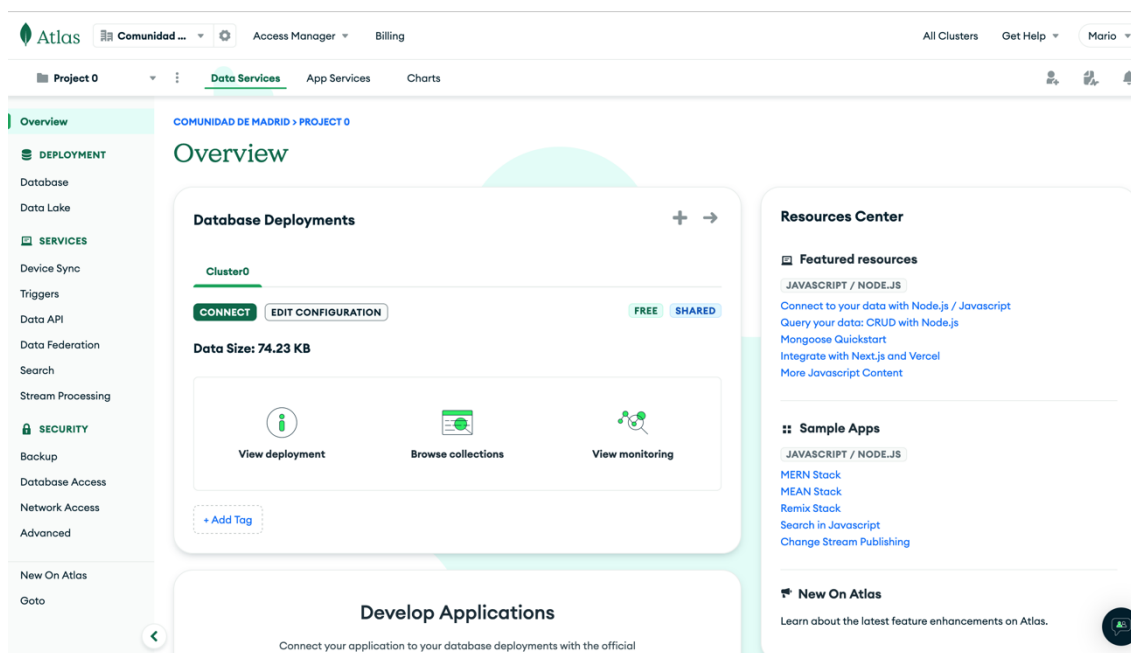 Atlas
Comunidad ...
Access Manager
Billing
All Clusters
Get Help
Mario
Project 0
Data Services
App Services
Charts
Overview
DEPLOYMENT
Database
Data Lake
SERVICES
Device Sync
Triggers
Data API
Data Federation
Search
Stream Processing
SECURITY
Backup
Database Access
Network Access
Advanced
New On Atlas
Goto
COMUNIDAD DE MADRID > PROJECT 0
Overview
Database Deployments
Cluster0
CONNECT
EDIT CONFIGURATION
FREE
SHARED
Data Size: 74.23 KB
View deployment
Browse collections
View monitoring
+ Add Tag
Develop Applications
Connect your application to your database deployments with the official
Resources Center
Featured resources
JAVASCRIPT / NODE.JS
Connect to your data with Node.js / Javascript
Query your data: CRUD with Node.js
Mongoose Quickstart
Integrate with Next.js and Vercel
More Javascript Content
Sample Apps
JAVASCRIPT / NODE.JS
MERN Stack
MEAN Stack
Remix Stack
Search in Javascript
Change Stream Publishing
New On Atlas
Learn about the latest feature enhancements on Atlas.